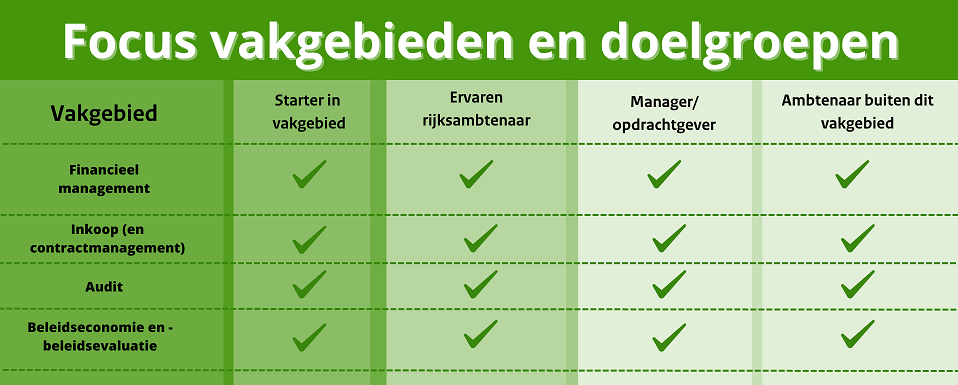 Focus vakgebieden en doelgroepen
Vakgebied
Starter in
vakgebied
Ervaren
rijksambtenaar
Manager/
opdrachtgever
Ambtenaar buiten dit
vakgebied
Financieel
management
Inkoop (en
contractmanagement)
Audit
Beleidseconomie en -
beleidsevaluatie